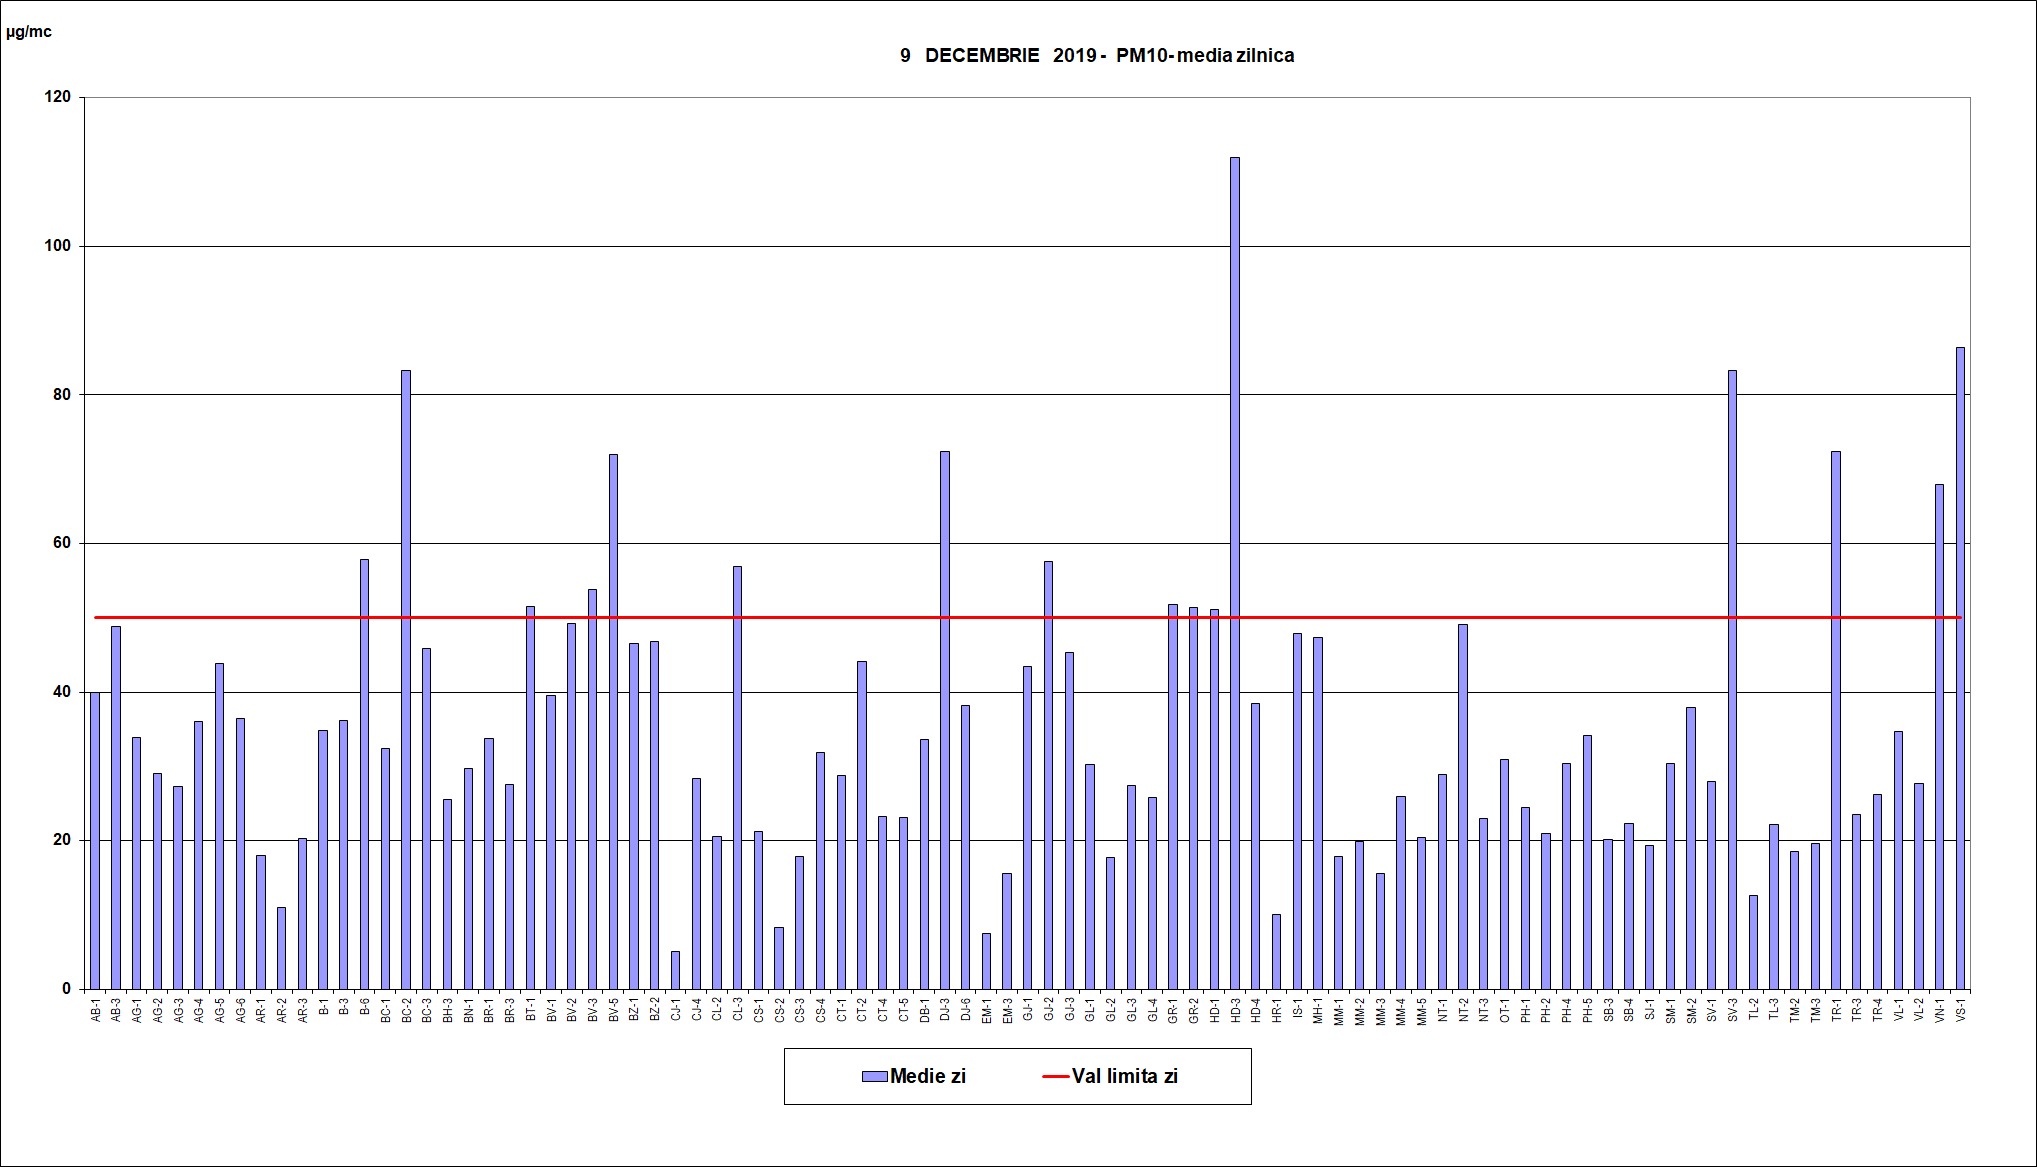 µg/mc
9 DECEMBRIE 2019 - PM10- media zilnica
120
100
80
60
40
20
0
AB-1
AB-3
AG-1
AG-2
AG-3
AG-4
AG-5
AG-6
AR-1
AR-2
AR-3
B-1
B-3
B-6
BC-1
BC-2
BC-3
BH-3
BN-1
BR-1
BR-3
BT-1
BV-1
BV-2
BV-3
BV-5
BZ-1
BZ-2
CJ-1
CJ-4
CL-2
CL-3
CS-1
CS-2
CS-3
CS-4
CT-1
CT-2
CT-4
CT-5
DB-1
DJ-3
DJ-6
EM-1
EM-3
GJ-1
GJ-2
GJ-3
GL-1
GL-2
GL-3
GL-4
GR-1
GR-2
HD-1
HD-3
HD-4
HR-1
IS-1
MH-1
MM-1
MM-2
MM-3
MM-4
MM-5
NT-1
NT-2
NT-3
OT-1
PH-1
PH-2
PH-4
PH-5
SB-3
SB-4
SJ-1
SM-1
SM-2
SV-1
SV-3
TL-2
TL-3
TM-2
TM-3
TR-1
TR-3
TR-4
VL-1
VL-2
VN-1
VS-1
Medie zi
Val limita zi